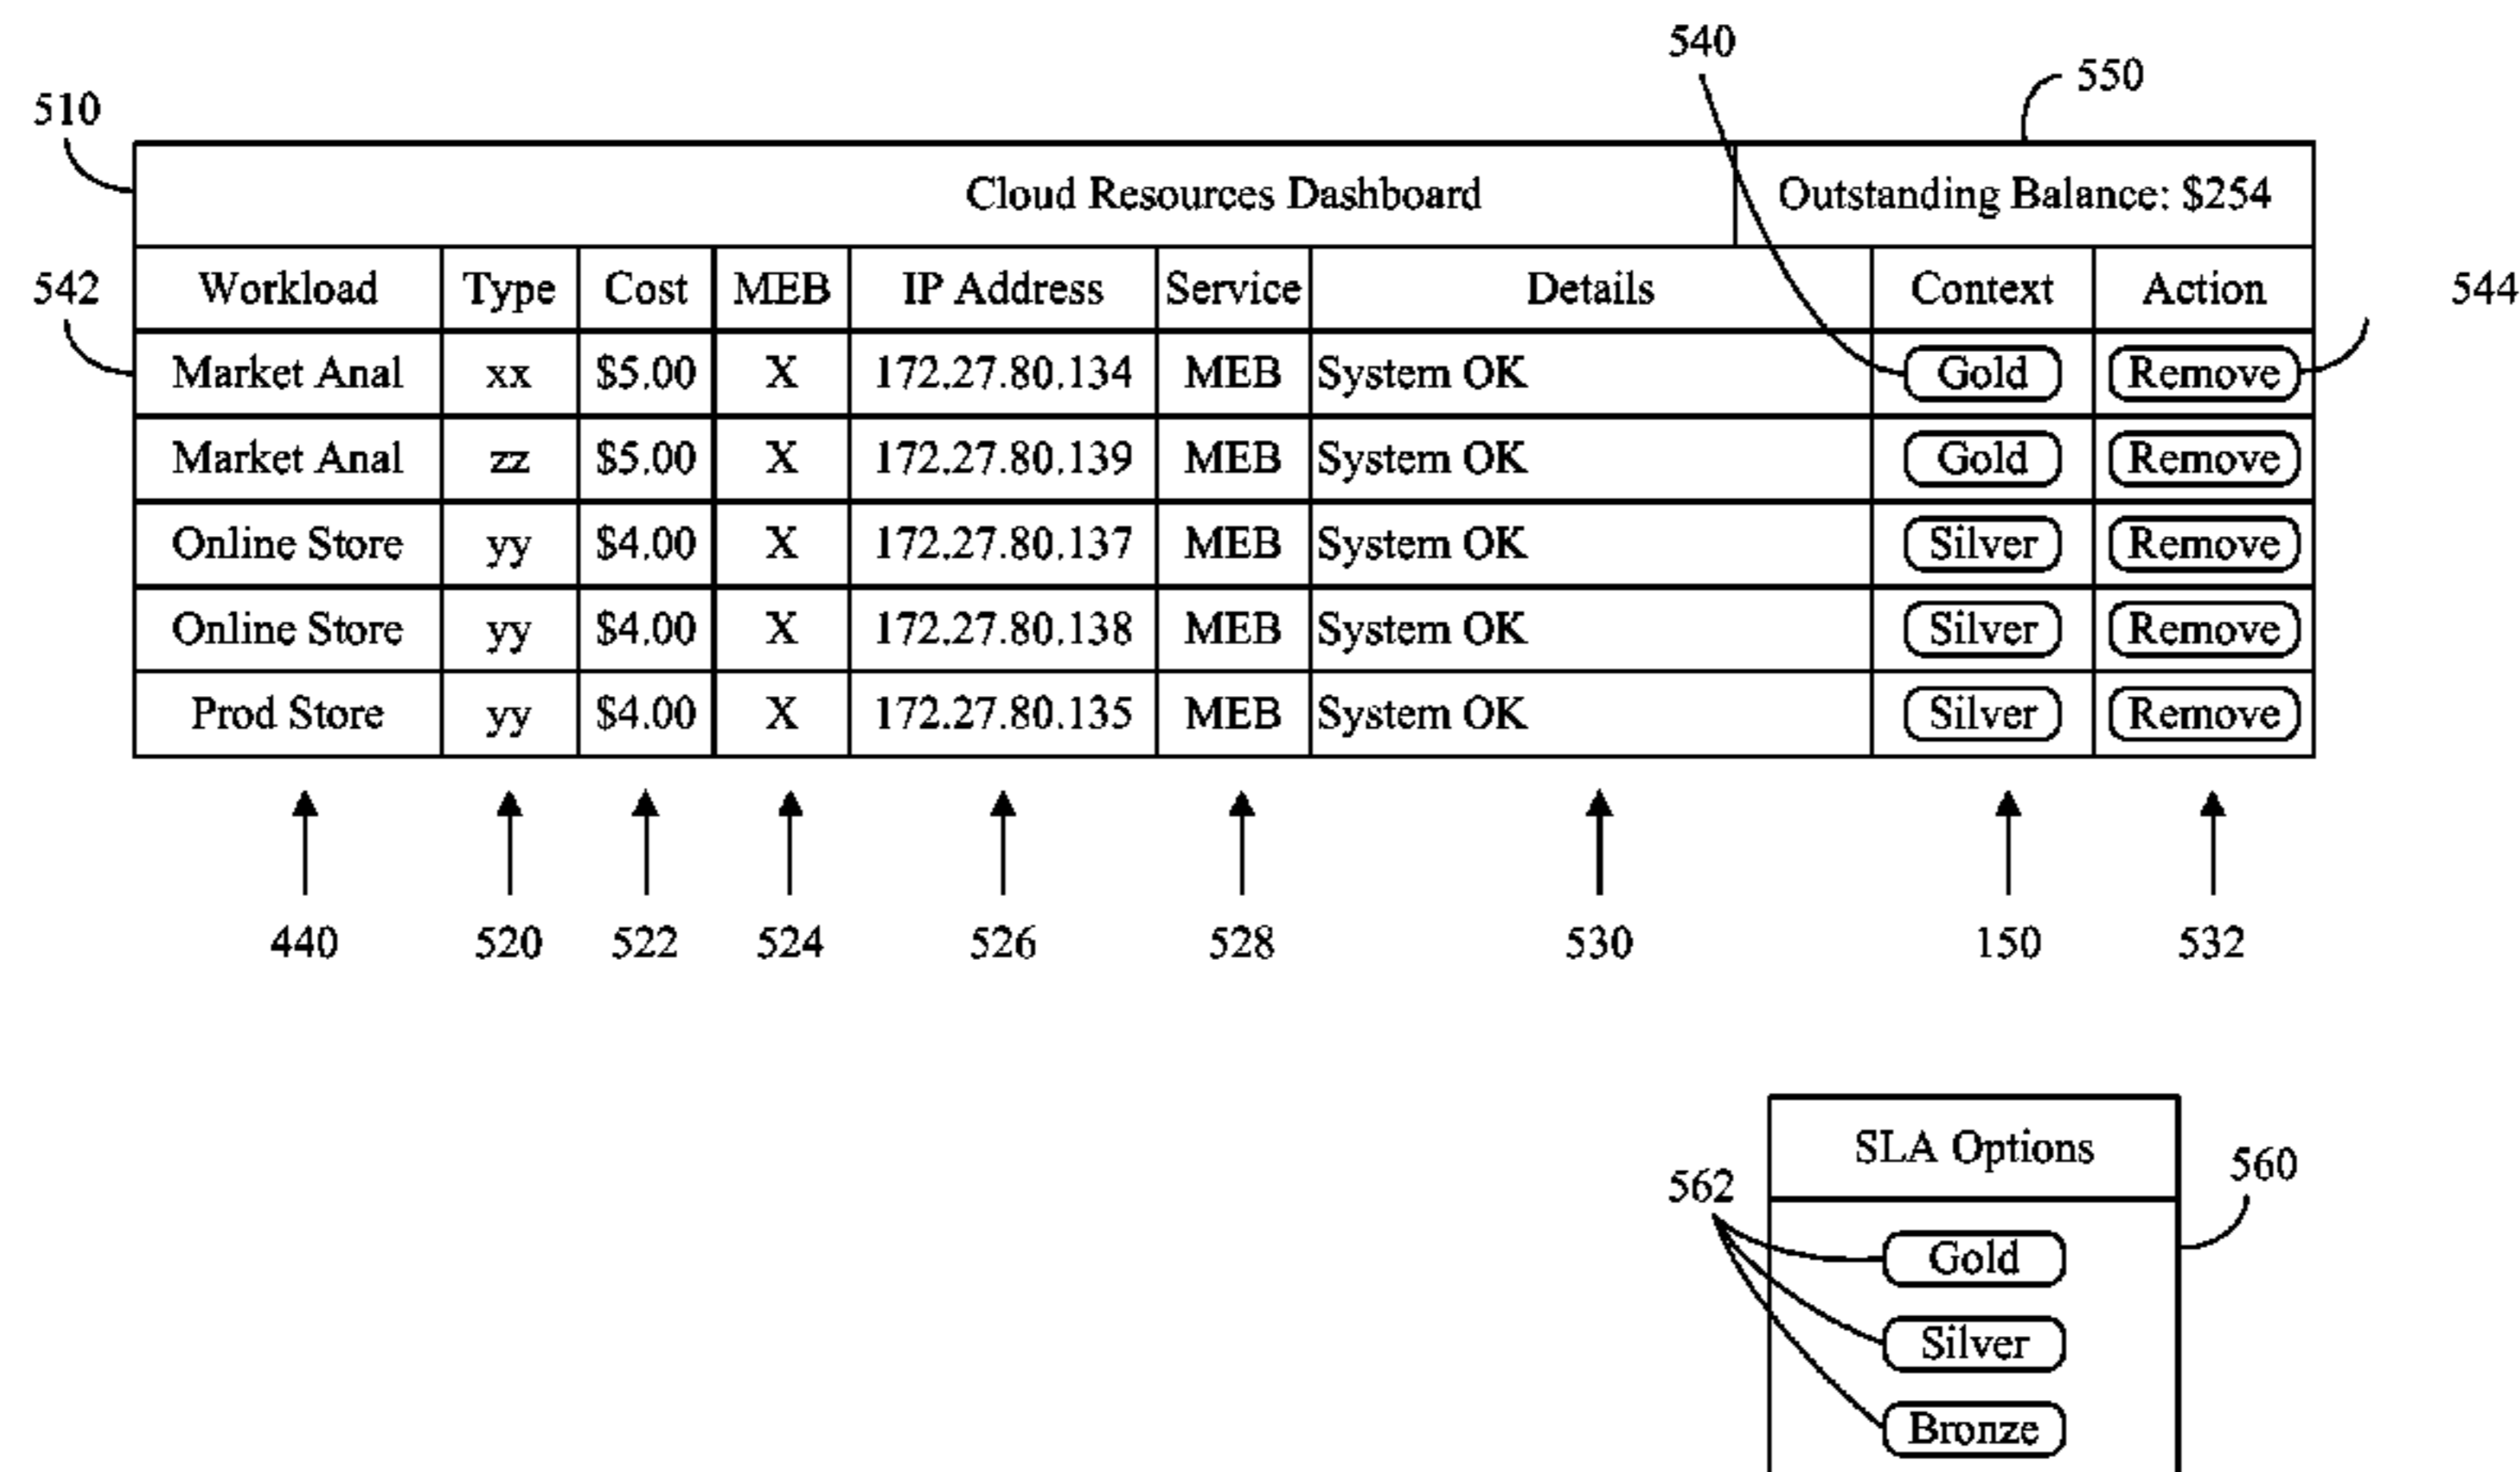 540
550
510
Cloud Resources Dashboard Outstanding Balance: $254
542 Workload Type Cost MEB IP Address Service Details Context Action 544
Market Anal xx $5.00 X 172.27.80.134 MEB System OK Gold Remove
Market Anal zz $5.00 X 172.27.80.139 MEB System OK Gold Remove
Online Store yy $4.00 X 172.27.80.137 MEB System OK Silver Remove
Online Store yy $4.00 X 172.27.80.138 MEB System OK Silver Remove
Prod Store yy $4.00 X 172.27.80.135 MEB System OK Silver Remove
440 520 522 524 526 528 530 150 532
SLA Options
560
562
Gold
Silver
Bronze